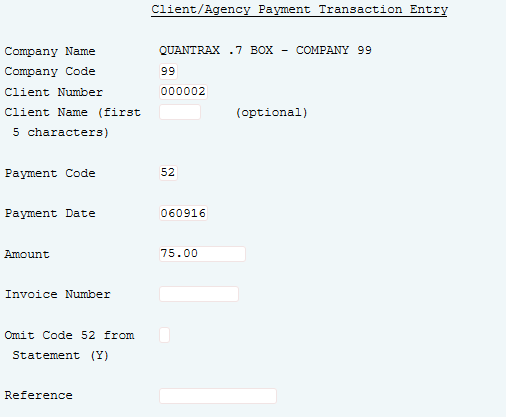 Client/Agency Payment Transaction Entry
Company Name QUANTRAX .7 BOX - COMPANY 99
Company Code 99
Client Number 000002
Client Name (first (optional)
5 characters)
Payment Code 52
Payment Date 060916
Amount 75.00
Invoice Number
Omit Code 52 from
Statement (Y)
Reference